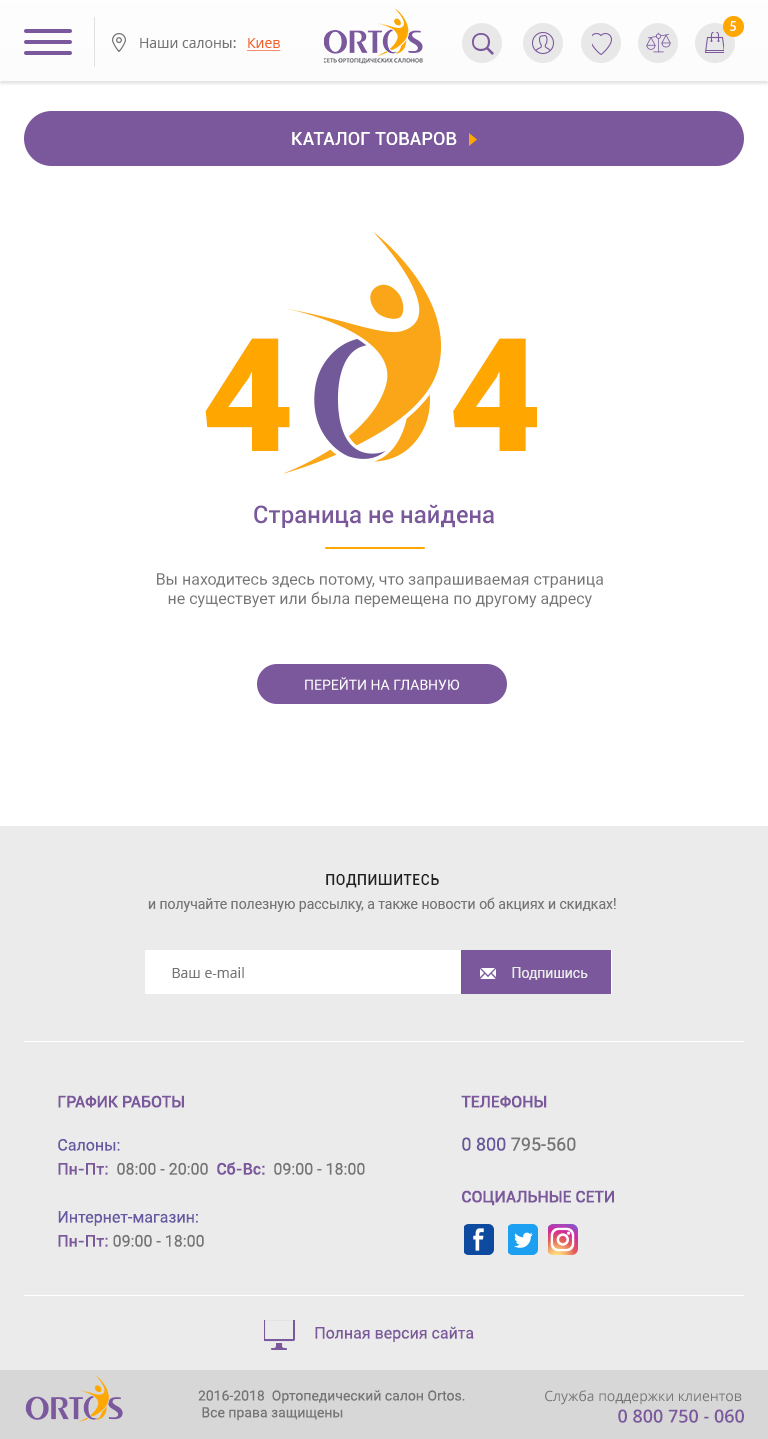 Наши салоны: Киев
ORTOS
СЕТЬ ОРТОПЕДИЧЕСКИХ САЛОНОВ
5
КАТАЛОГ ТОВАРОВ
404
Страница не найдена
Вы находитесь здесь потому, что запрашиваемая страница
не существует или была перемещена по другому адресу
ПЕРЕЙТИ НА ГЛАВНУЮ
ПОДПИШИТЕСЬ
и получайте полезную рассылку, а также новости об акциях и скидках!
Ваш e-mail
Подпишись
ГРАФИК РАБОТЫ
Салоны:
Пн-Пт: 08:00 - 20:00 Сб-Вс: 09:00 - 18:00
Интернет-магазин:
Пн-Пт: 09:00 - 18:00
ТЕЛЕФОНЫ
0 800 795-560
СОЦИАЛЬНЫЕ СЕТИ
Полная версия сайта
ORTOS
2016-2018 Ортопедический салон Ortos.
Все права защищены
Служба поддержки клиентов
0 800 750 - 060